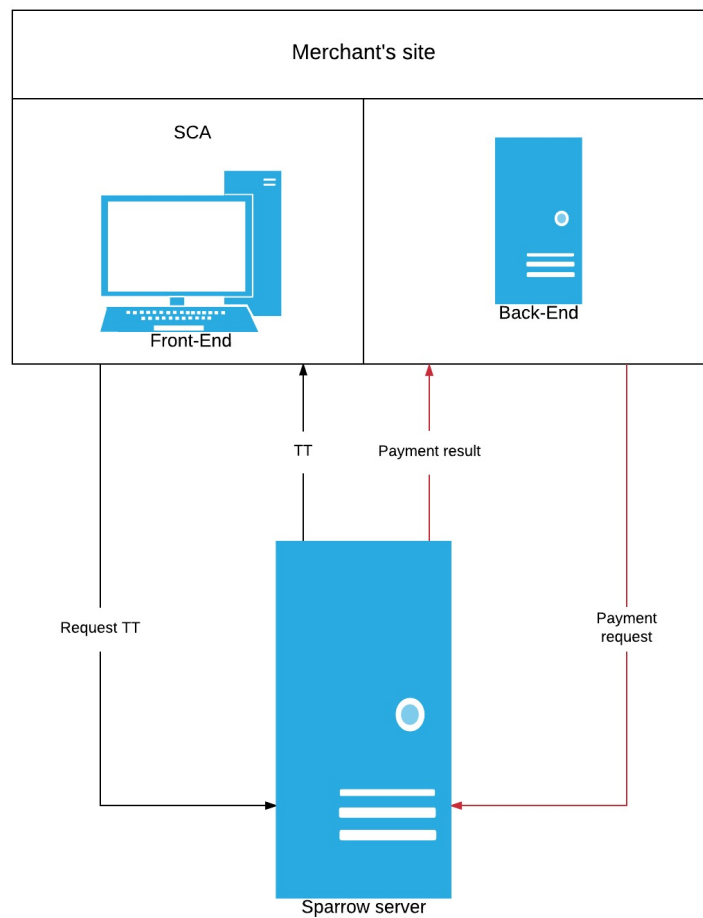 Merchant's site
SCA
Front-End
Back-End
TT
Payment result
Request TT
Payment
request
Sparrow server